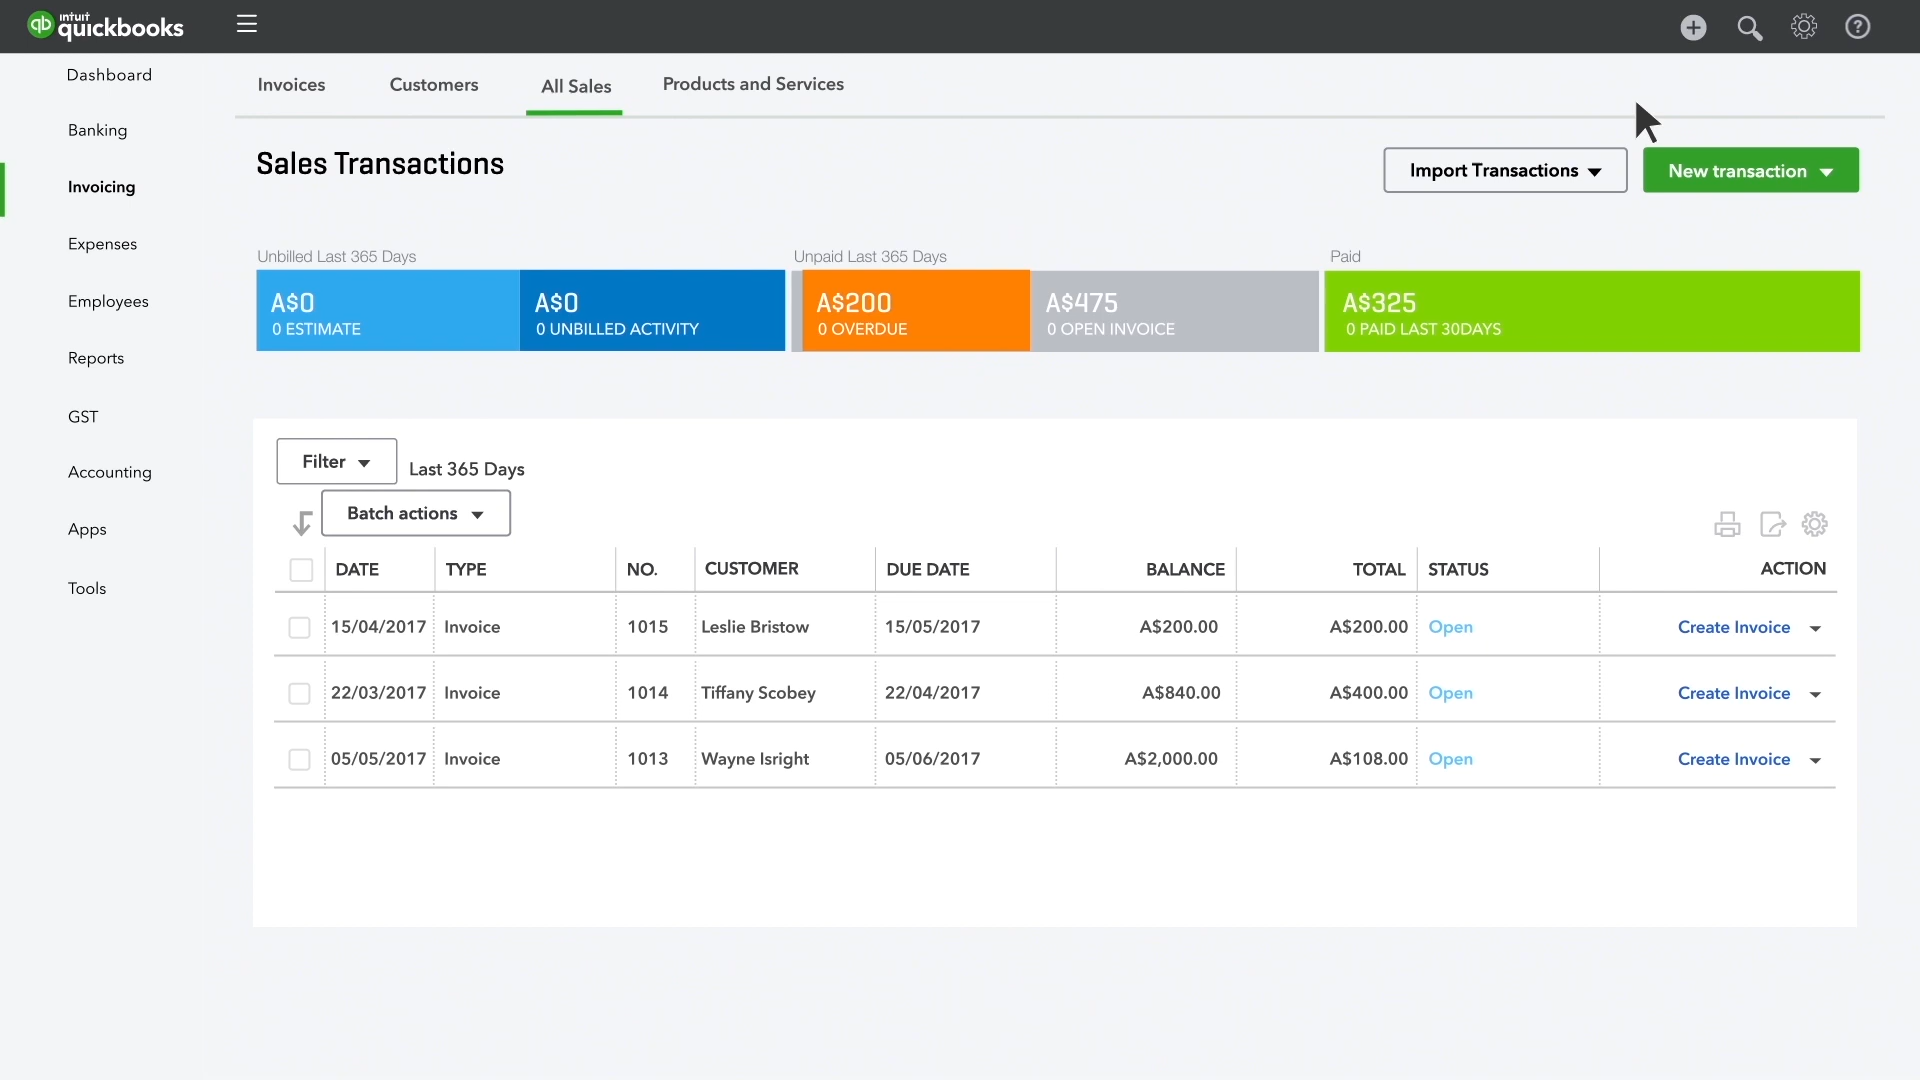 qb intuit quickbooks
Dashboard
Banking
Invoicing
Expenses
Employees
Reports
GST
Accounting
Apps
Tools
Invoices Customers All Sales Products and Services
Sales Transactions
Import Transactions New transaction
Unbilled Last 365 Days Unpaid Last 365 Days Paid
A$0 A$0 A$200 A$475 A$325
0 ESTIMATE 0 UNBILLED ACTIVITY 0 OVERDUE 0 OPEN INVOICE 0 PAID LAST 30DAYS
Filter Last 365 Days
Batch actions
DATE TYPE NO. CUSTOMER DUE DATE BALANCE TOTAL STATUS ACTION
15/04/2017 Invoice 1015 Leslie Bristow 15/05/2017 A$200.00 A$200.00 Open Create Invoice
22/03/2017 Invoice 1014 Tiffany Scobey 22/04/2017 A$840.00 A$400.00 Open Create Invoice
05/05/2017 Invoice 1013 Wayne Isright 05/06/2017 A$2,000.00 A$108.00 Open Create Invoice